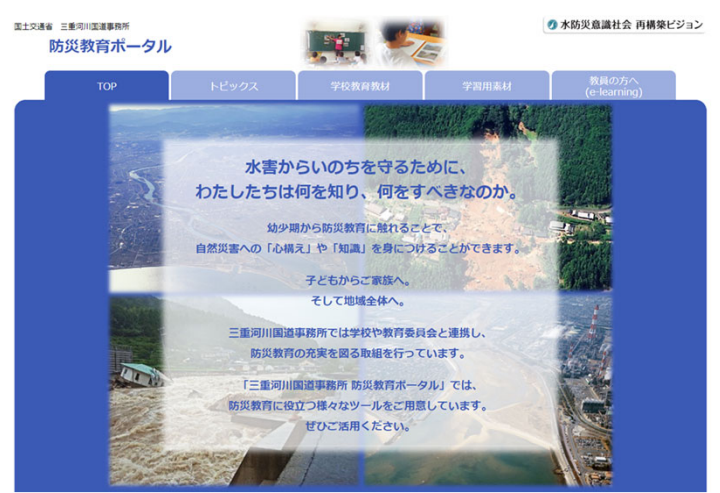 国土交通省 三重河川国道事務所
防災教育ポータル
水防災意識社会 再構築ビジョン
TOP
トピックス
学校教育教材
学習用素材
教員の方へ
(e-learning)
水害からいのちを守るために、
わたしたちは何を知り、何をすべきなのか。
幼少期から防災教育に触れることで、
自然災害への「心構え」や「知識」を身につけることができます。
子どもからご家族へ。
そして地域全体へ。
三重河川国道事務所では学校や教育委員会と連携し、
防災教育の充実を図る取組を行っています。
「三重河川国道事務所 防災教育ポータル」では、
防災教育に役立つ様々なツールをご用意しています。
ぜひご活用ください。